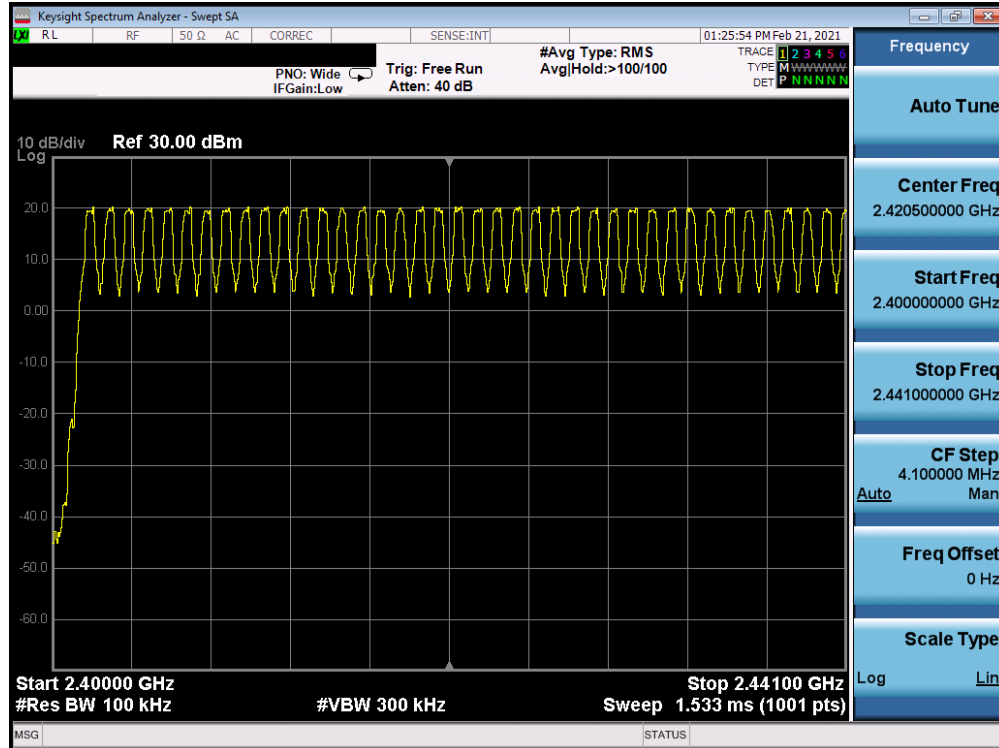 Keysight Spectrum Analyzer - Swept SA
LXI RL RF 50 Ω AC CORREC SENSE:INT 01:25:54 PM Feb 21, 2021
PNO: Wide
IFGain:Low
Trig: Free Run
Atten: 40 dB
#Avg Type: RMS
Avg|Hold:>100/100
TRACE 1 2 3 4 5 6
TYPE M WWWWW
DET P N N N N N
10 dB/div Ref 30.00 dBm
Log
20.0
10.0
0.00
-10.0
-20.0
-30.0
-40.0
-50.0
-60.0
Start 2.40000 GHz Stop 2.44100 GHz
#Res BW 100 kHz #VBW 300 kHz Sweep 1.533 ms (1001 pts)
MSG STATUS
Frequency
Auto Tune
Center Freq
2.420500000 GHz
Start Freq
2.400000000 GHz
Stop Freq
2.441000000 GHz
CF Step
4.100000 MHz
Auto Man
Freq Offset
0 Hz
Scale Type
Log Lin